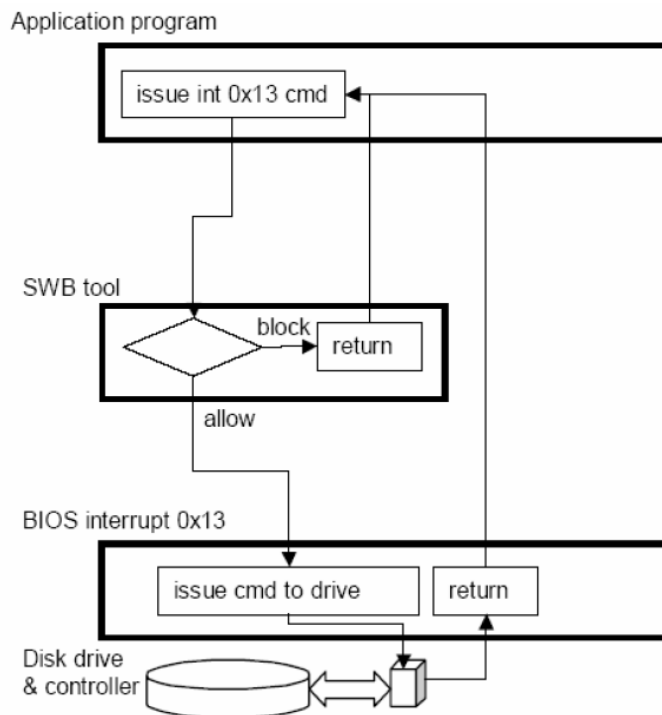 Application program
issue int 0x13 cmd
SWB tool
block
return
allow
BIOS interrupt 0x13
issue cmd to drive
return
Disk drive
& controller